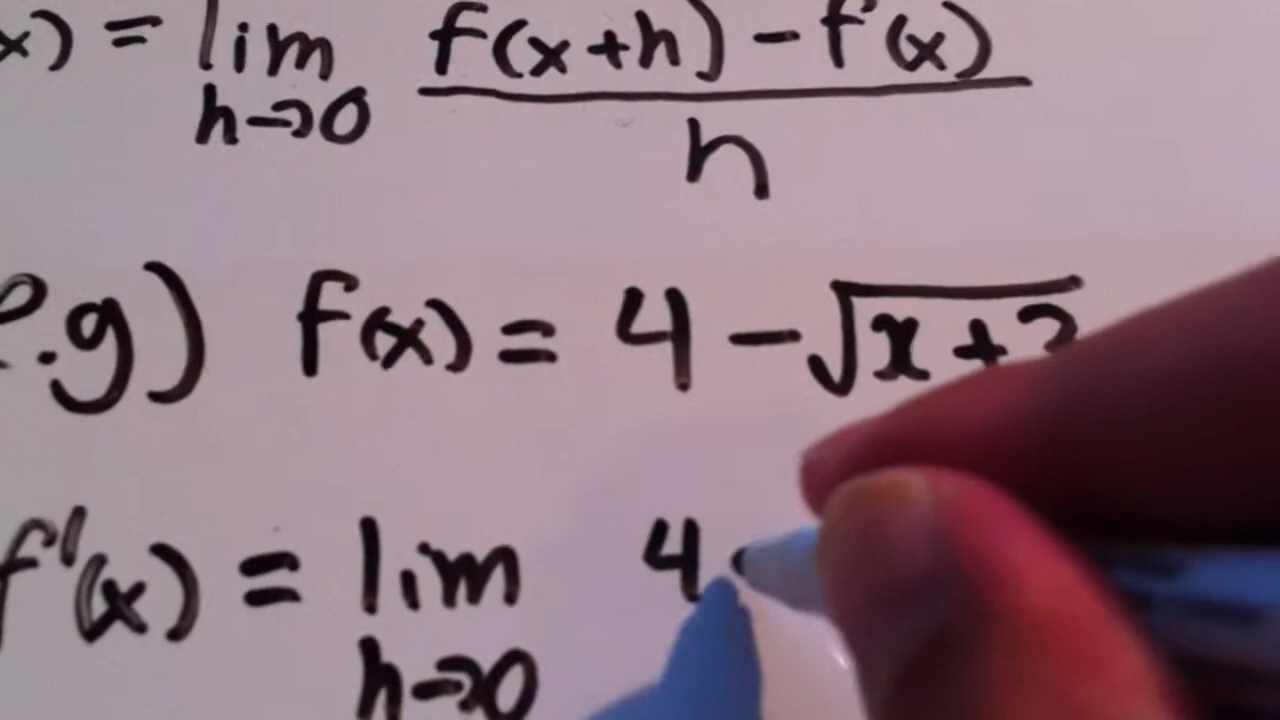 x) = lim h→0 f(x+h) - f(x) / h
e.g) f(x) = 4 - √x +
f'(x) = lim h→0 4